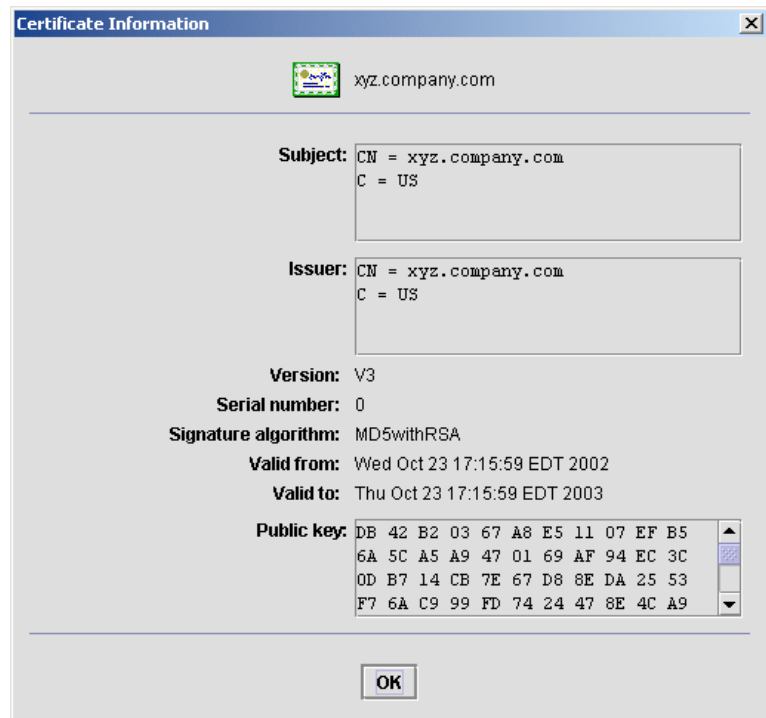 Certificate Information
xyz.company.com
Subject: CN = xyz.company.com
C = US
Issuer: CN = xyz.company.com
C = US
Version: V3
Serial number: 0
Signature algorithm: MD5withRSA
Valid from: Wed Oct 23 17:15:59 EDT 2002
Valid to: Thu Oct 23 17:15:59 EDT 2003
Public key: DB 42 B2 03 67 A8 E5 11 07 EF B5
6A 5C A5 A9 47 01 69 AF 94 EC 3C
0D B7 14 CB 7E 67 D8 8E DA 25 53
F7 6A C9 99 FD 74 24 47 8E 4C A9
OK